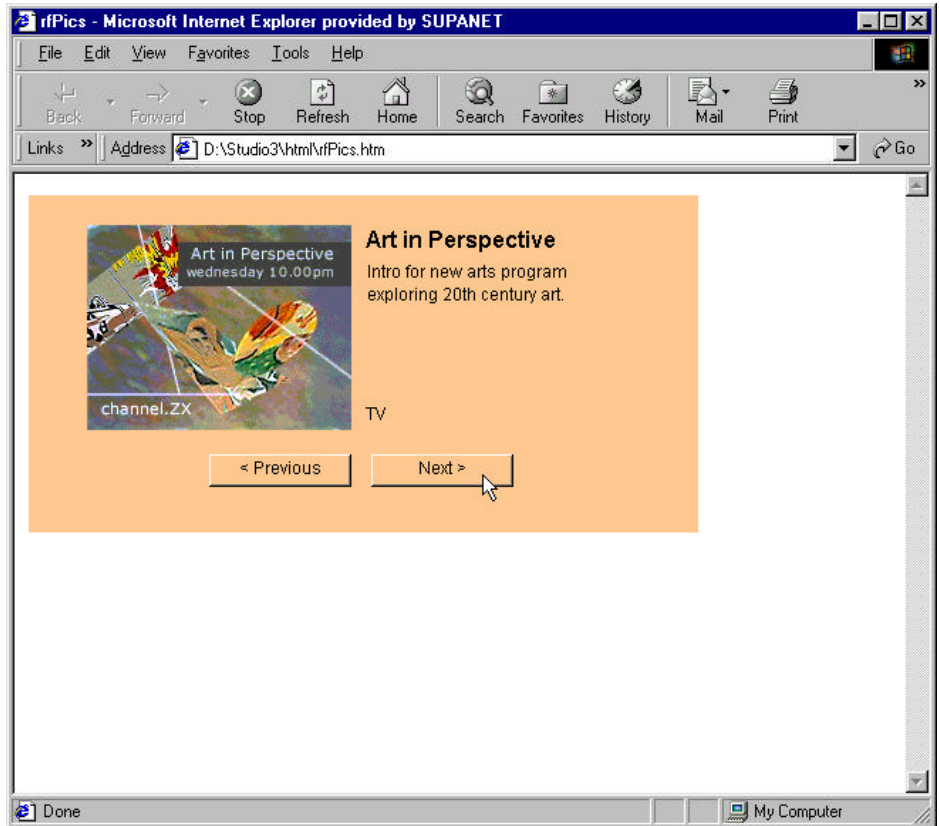 rfPics - Microsoft Internet Explorer provided by SUPANET
File Edit View Favorites Tools Help
Back Forward Stop Refresh Home Search Favorites History Mail Print »
Links » Address D:\Studio3\html\rfPics.htm Go
Art in Perspective
wednesday 10.00pm
channel.ZX
Art in Perspective
Intro for new arts program
exploring 20th century art.
TV
< Previous Next >
Done My Computer